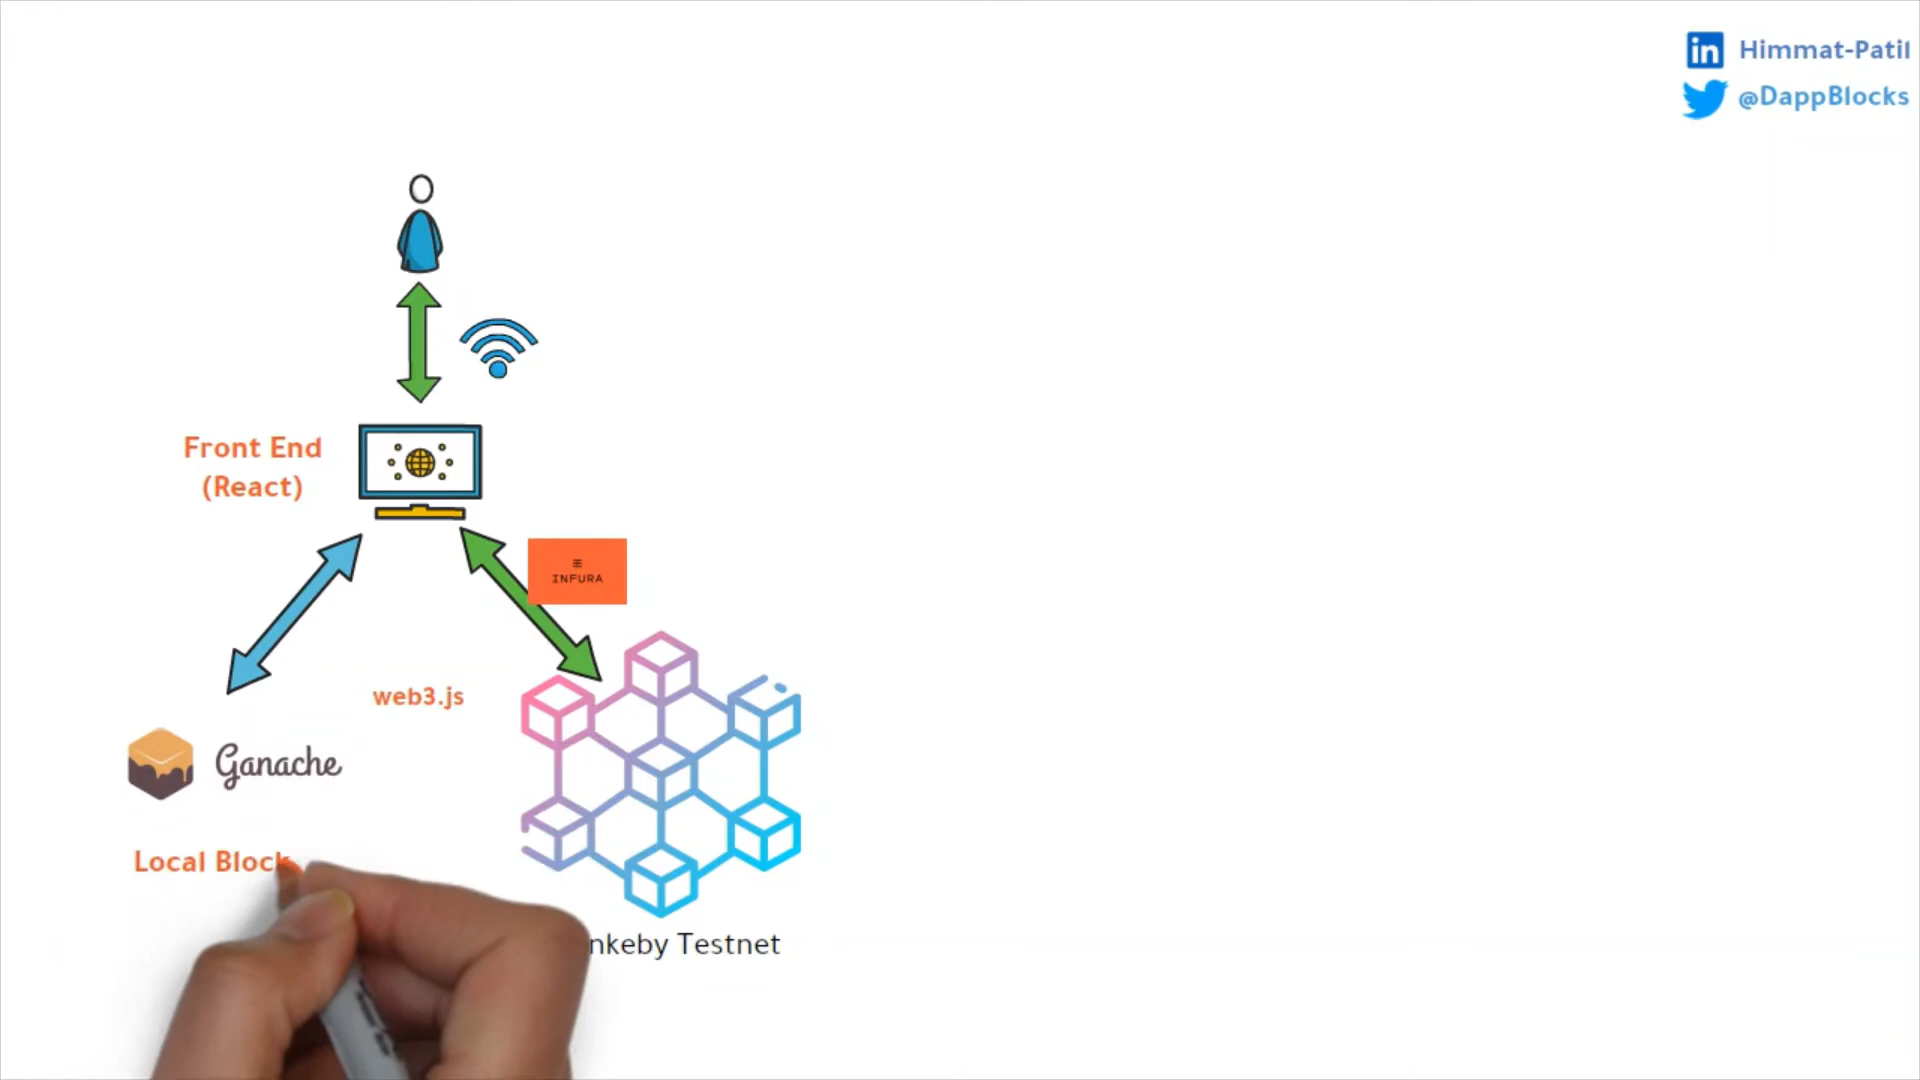 Himmat-Patil
@DappBlocks
Front End
(React)
INFURA
web3.js
Ganache
Local Block
nkeby Testnet